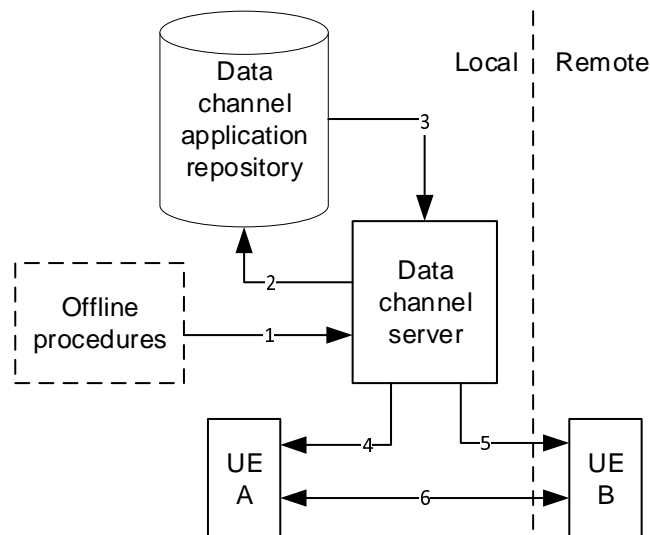 Data
channel
application
repository
Local
Remote
3
Data
channel
server
2
Offline
procedures
1
4
5
UE
A
6
UE
B